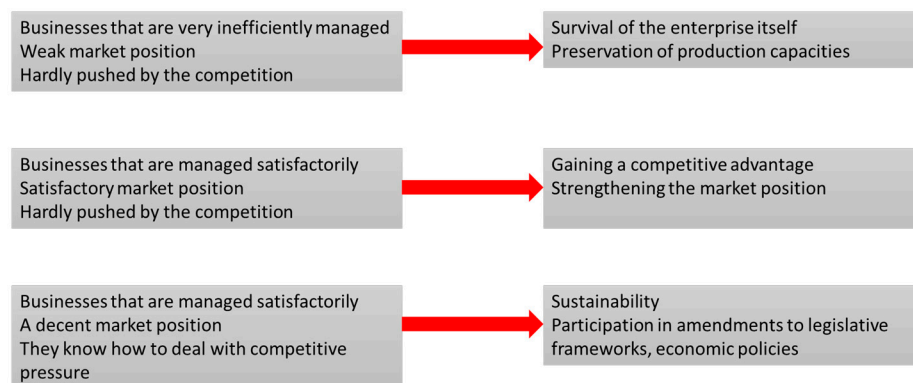 Businesses that are very inefficiently managed
Weak market position
Hardly pushed by the competition
Survival of the enterprise itself
Preservation of production capacities
Businesses that are managed satisfactorily
Satisfactory market position
Hardly pushed by the competition
Gaining a competitive advantage
Strengthening the market position
Businesses that are managed satisfactorily
A decent market position
They know how to deal with competitive
pressure
Sustainability
Participation in amendments to legislative
frameworks, economic policies